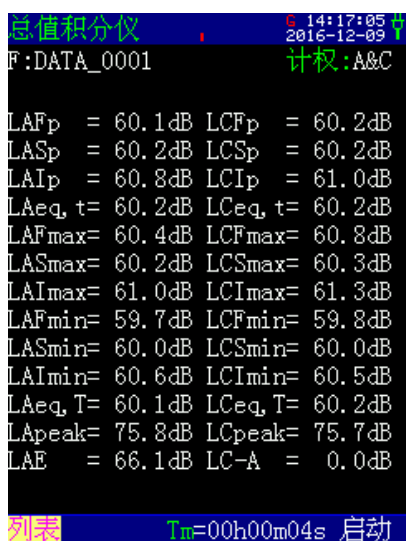 总值积分仪 G 14:17:05
2016-12-09
F:DATA_0001 计权:A&C
LAFp = 60.1dB LCFp = 60.2dB
LASp = 60.2dB LCSp = 60.2dB
LAIp = 60.8dB LCIp = 61.0dB
LAeq,t= 60.2dB LCeq,t= 60.2dB
LAFmax= 60.4dB LCFmax= 60.8dB
LASmax= 60.2dB LCSmax= 60.3dB
LAImax= 61.0dB LCImax= 61.3dB
LAFmin= 59.7dB LCFmin= 59.8dB
LASmin= 60.0dB LCSmin= 60.0dB
LAImin= 60.6dB LCImin= 60.5dB
LAeq,T= 60.1dB LCeq,T= 60.2dB
LApeak= 75.8dB LCpeak= 75.7dB
LAE = 66.1dB LC-A = 0.0dB
列表 Tm=00h00m04s 启动